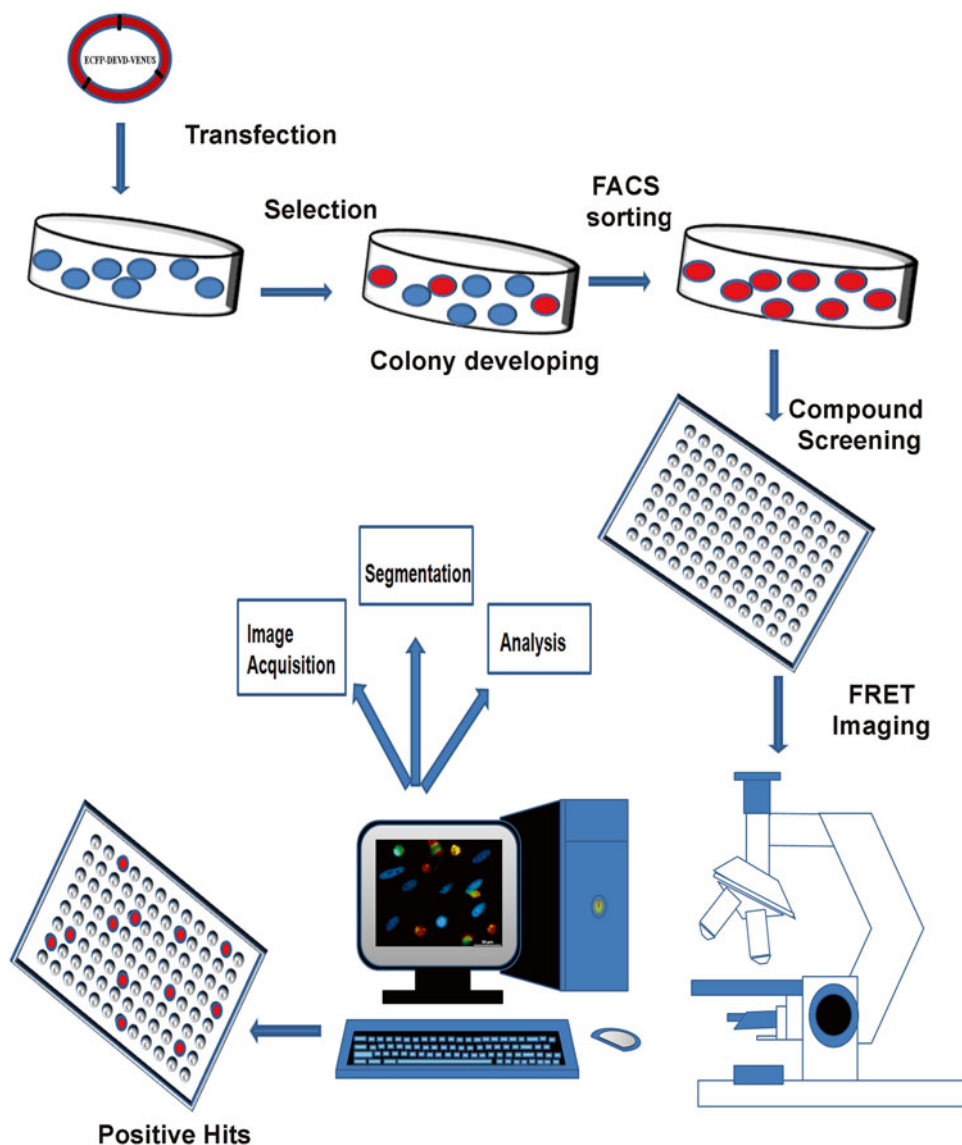 ECFP-DEVD-VENUS
Transfection
Selection
FACS
sorting
Colony developing
Compound
Screening
Segmentation
Image
Acquisition
Analysis
FRET
Imaging
Positive Hits